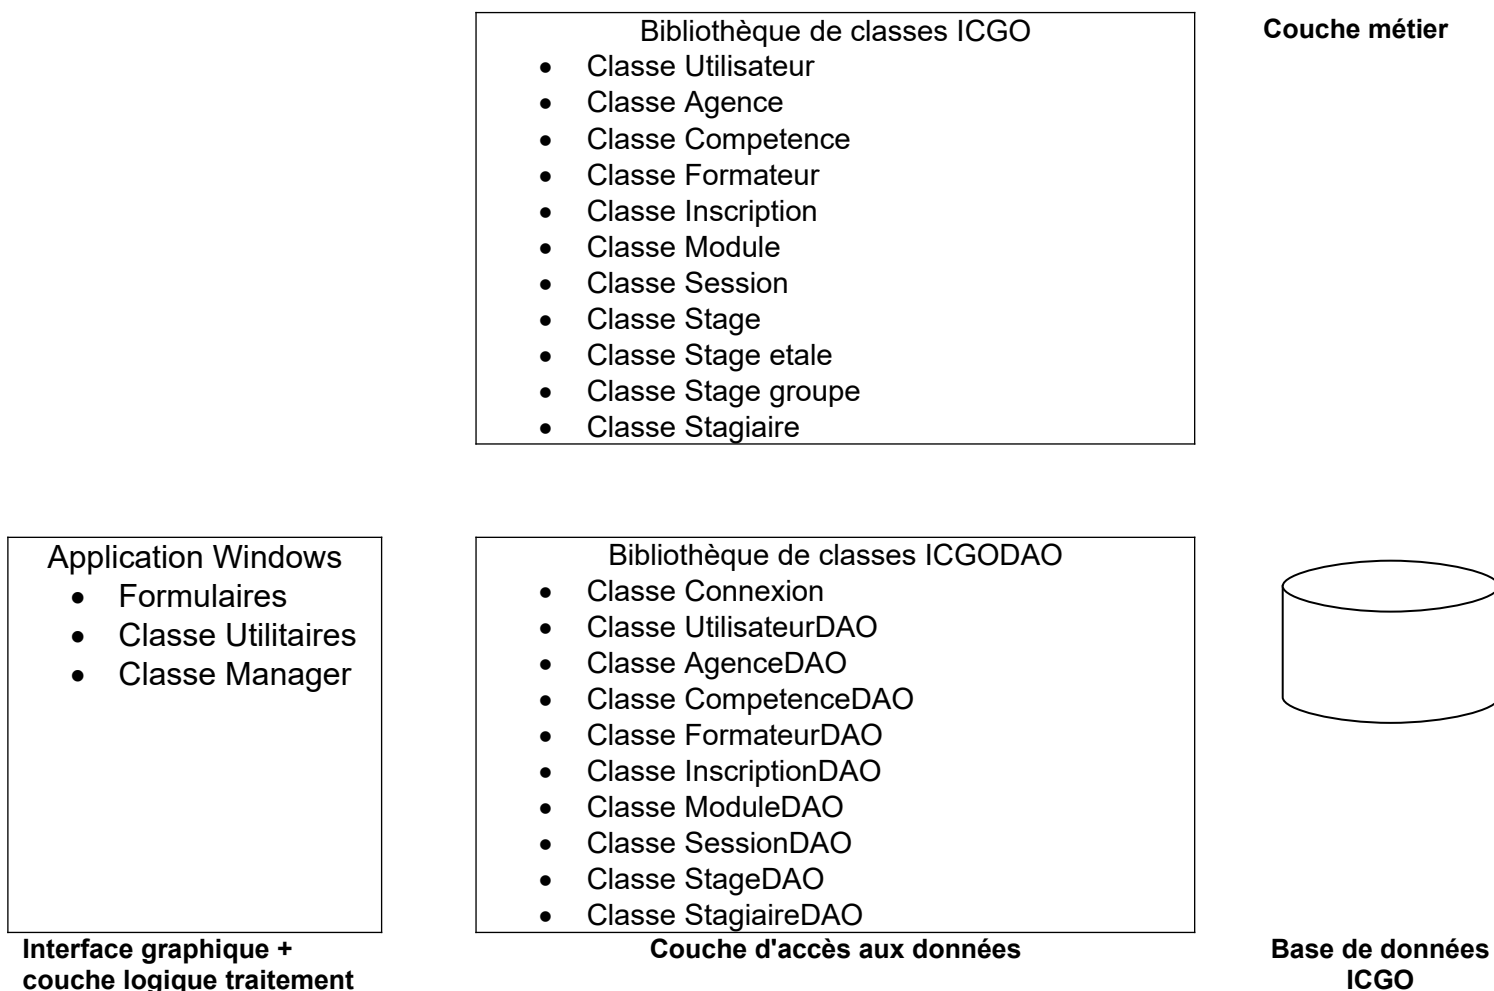 Bibliothèque de classes ICGO
• Classe Utilisateur
• Classe Agence
• Classe Competence
• Classe Formateur
• Classe Inscription
• Classe Module
• Classe Session
• Classe Stage
• Classe Stage etale
• Classe Stage groupe
• Classe Stagiaire
Couche métier
Application Windows
• Formulaires
• Classe Utilitaires
• Classe Manager
Interface graphique +
couche logique traitement
Bibliothèque de classes ICGODAO
• Classe Connexion
• Classe UtilisateurDAO
• Classe AgenceDAO
• Classe CompetenceDAO
• Classe FormateurDAO
• Classe InscriptionDAO
• Classe ModuleDAO
• Classe SessionDAO
• Classe StageDAO
• Classe StagiaireDAO
Couche d'accès aux données
Base de données
ICGO